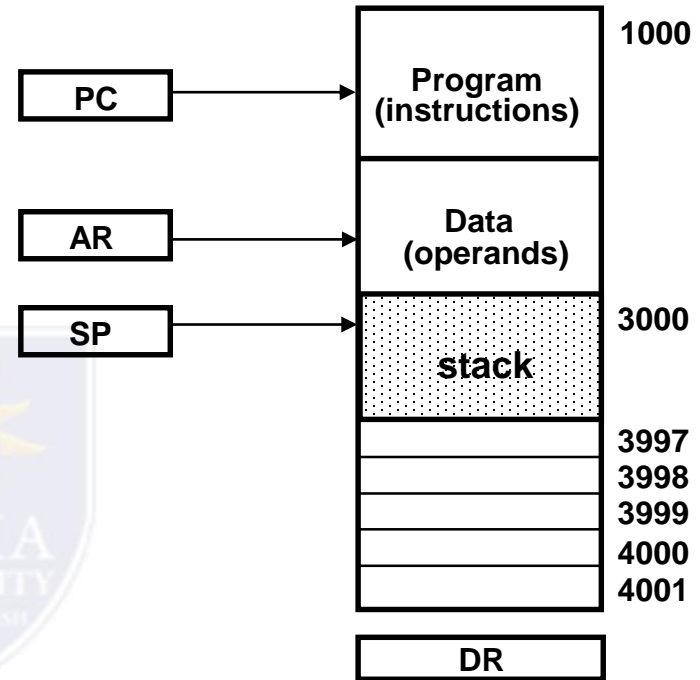 1000
PC
Program
(instructions)
AR
Data
(operands)
SP
3000
stack
3997
3998
3999
4000
4001
DR